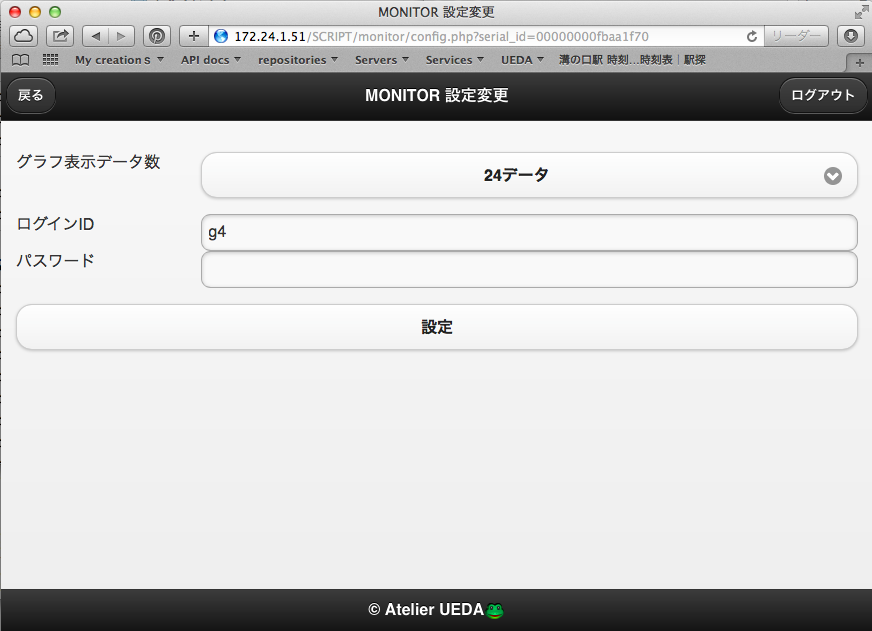 MONITOR 設定変更
172.24.1.51/SCRIPT/monitor/config.php?serial_id=00000000fbaa1f70
リーダー
My creations API docs repositories Servers Services UEDA 溝の口駅 時刻...時刻表｜駅探
戻る MONITOR 設定変更 ログアウト
グラフ表示データ数 24データ
ログインID g4
パスワード
設定
© Atelier UEDA